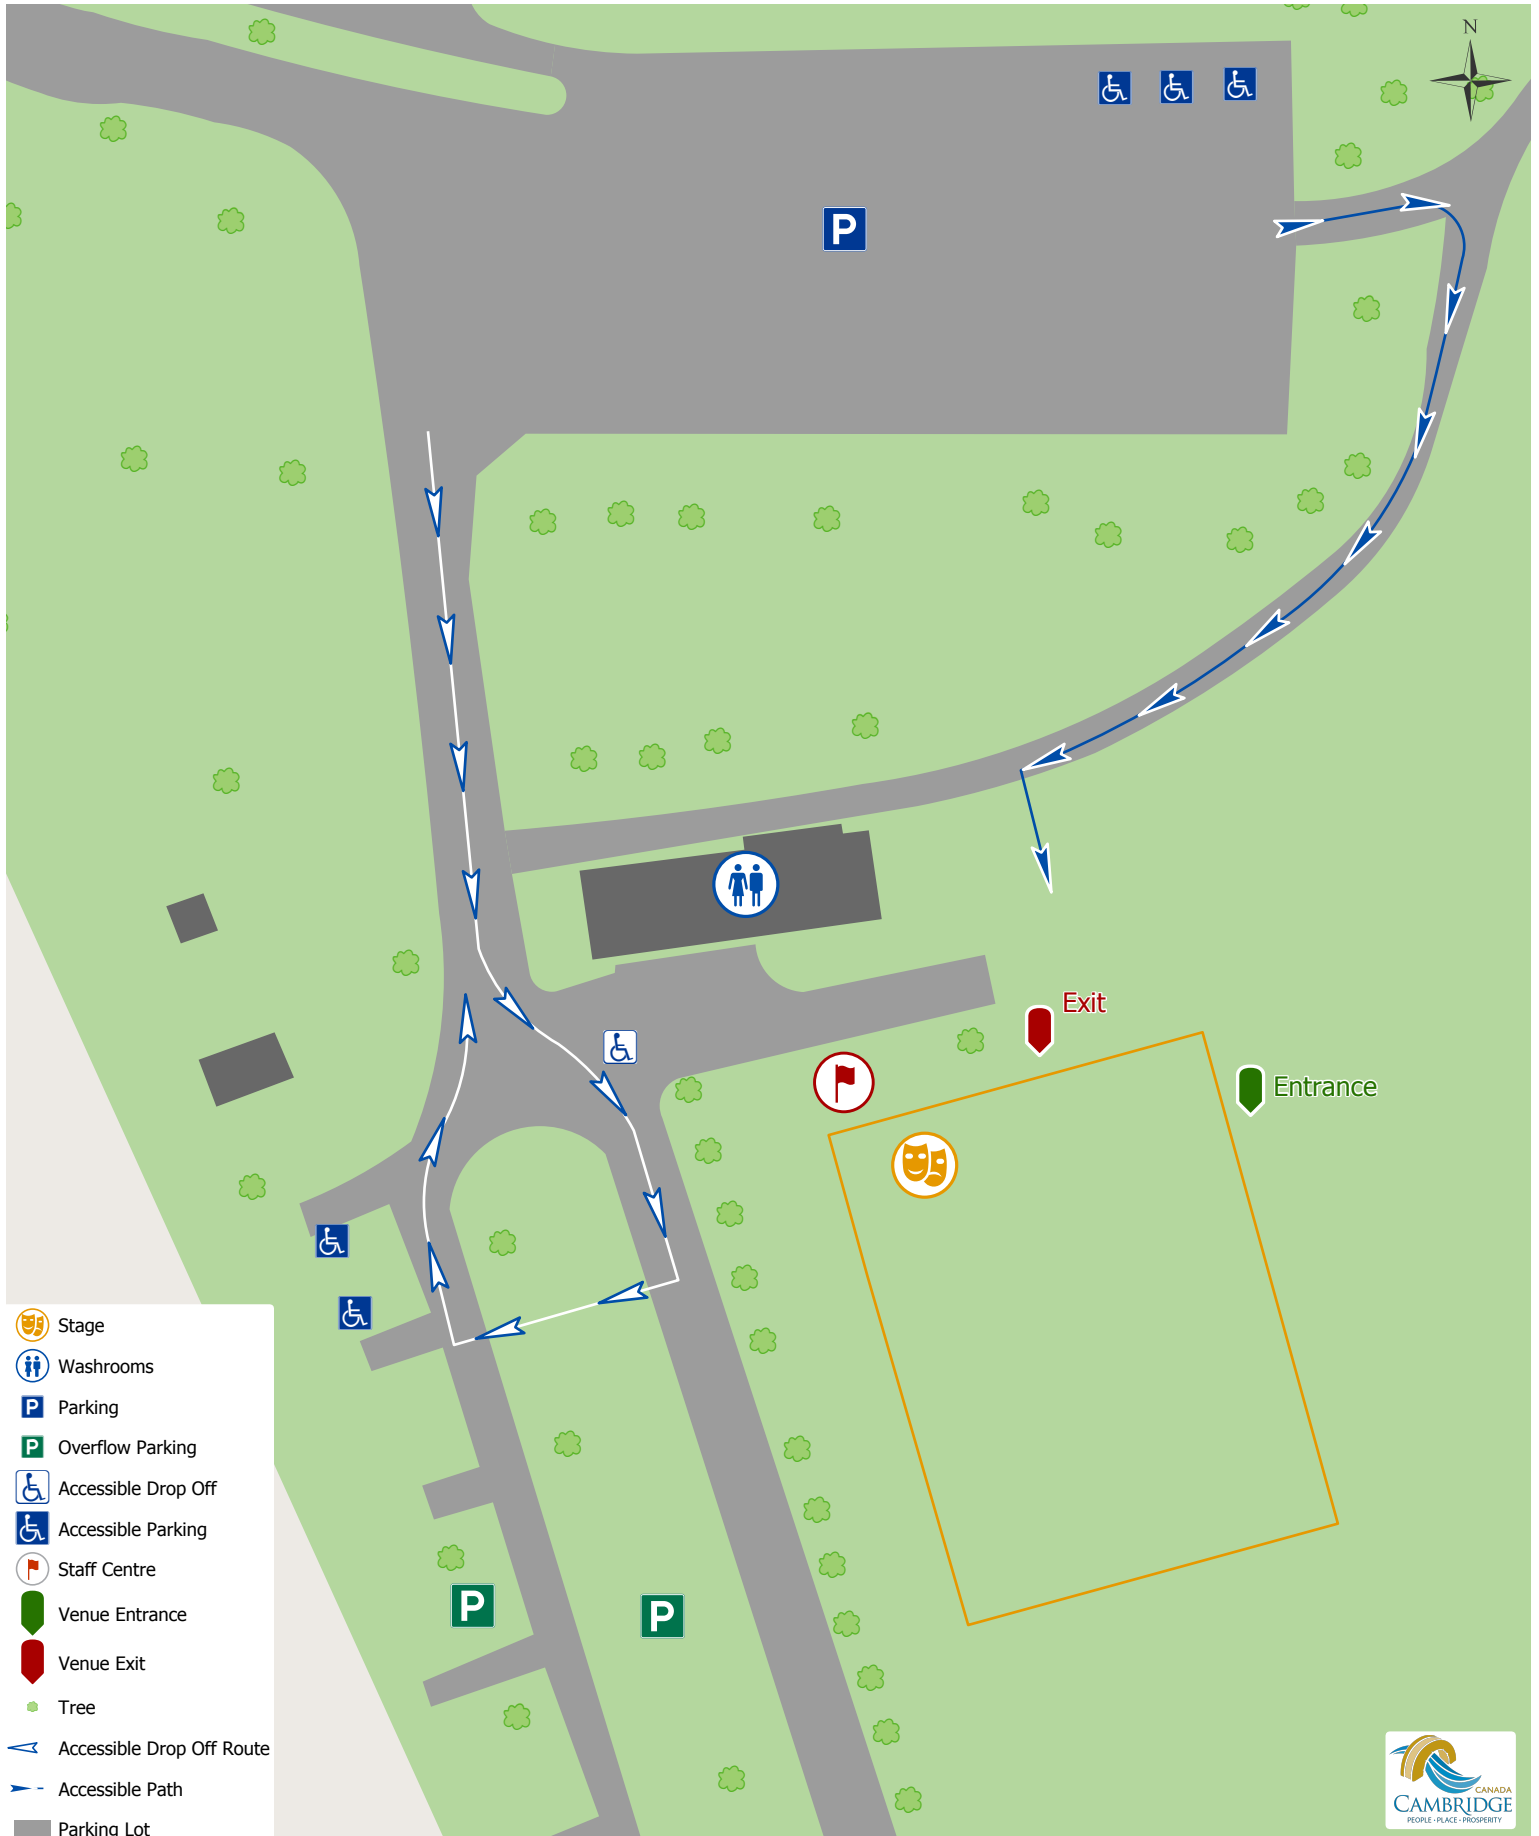 N
P
Exit
Entrance
P
P
Stage
Washrooms
P Parking
P Overflow Parking
Accessible Drop Off
Accessible Parking
Staff Centre
Venue Entrance
Venue Exit
Tree
Accessible Drop Off Route
Accessible Path
Parking Lot
CANADA
CAMBRIDGE
PEOPLE · PLACE · PROSPERITY